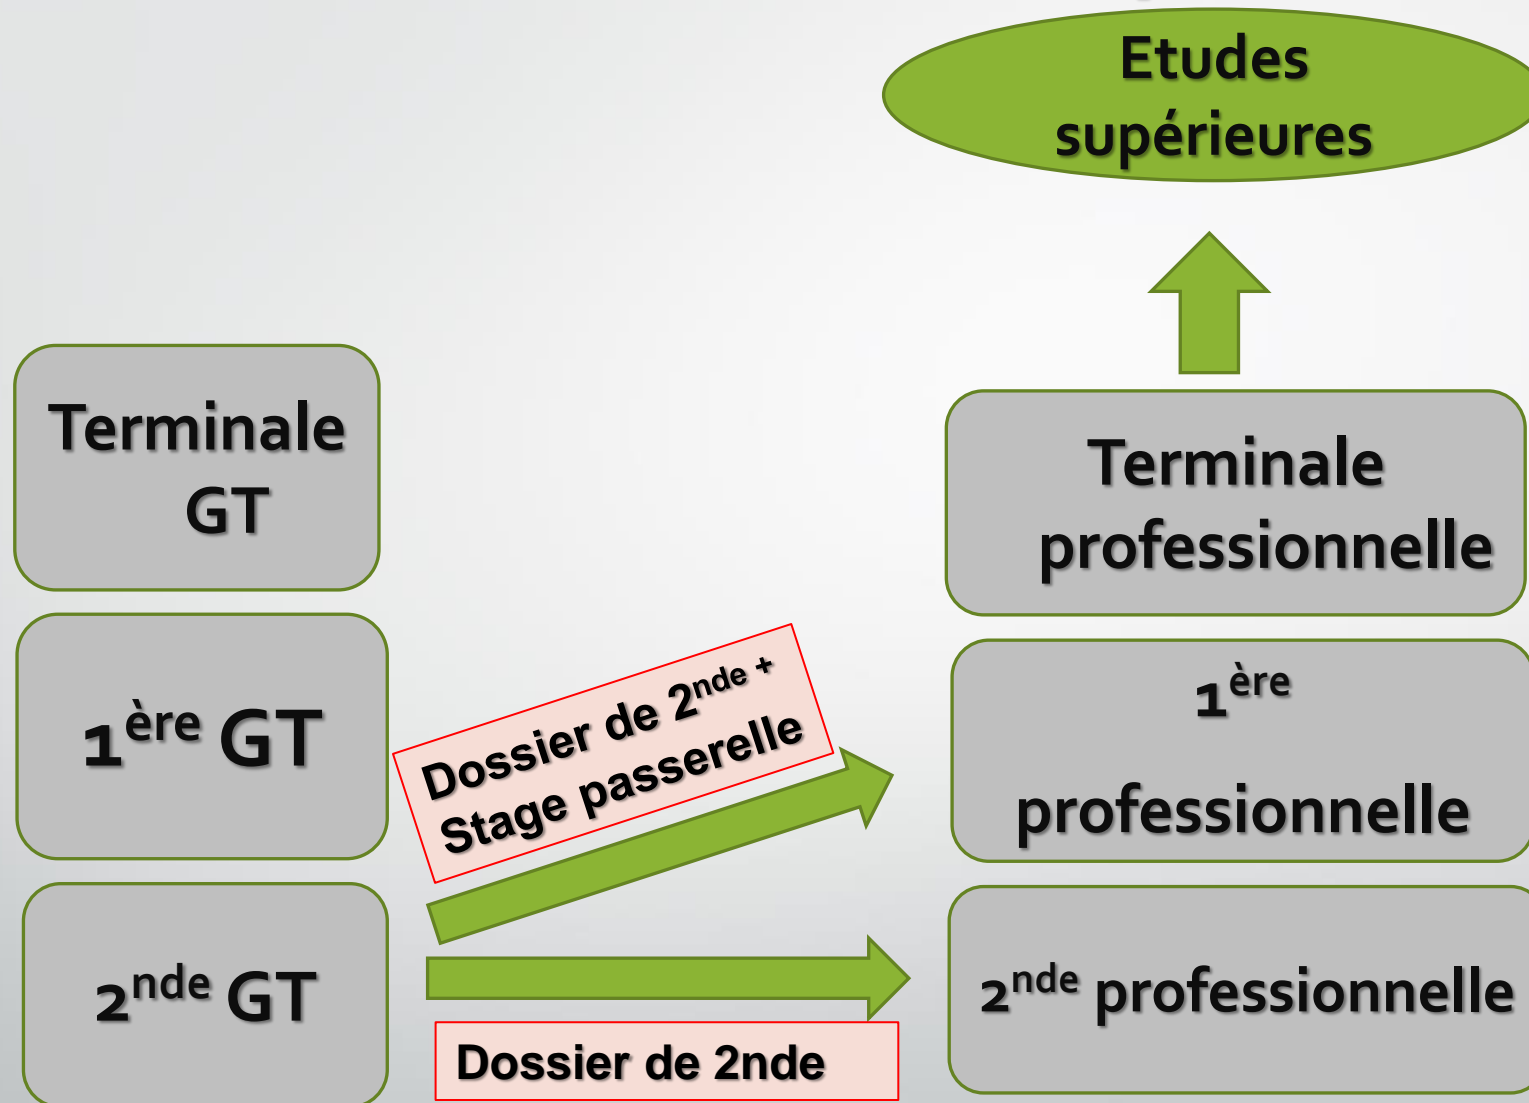 Etudes
supérieures
Terminale
GT
Terminale
professionnelle
1ère GT
Dossier de 2nde +
Stage passerelle
1ère
professionnelle
2nde GT
2nde professionnelle
Dossier de 2nde